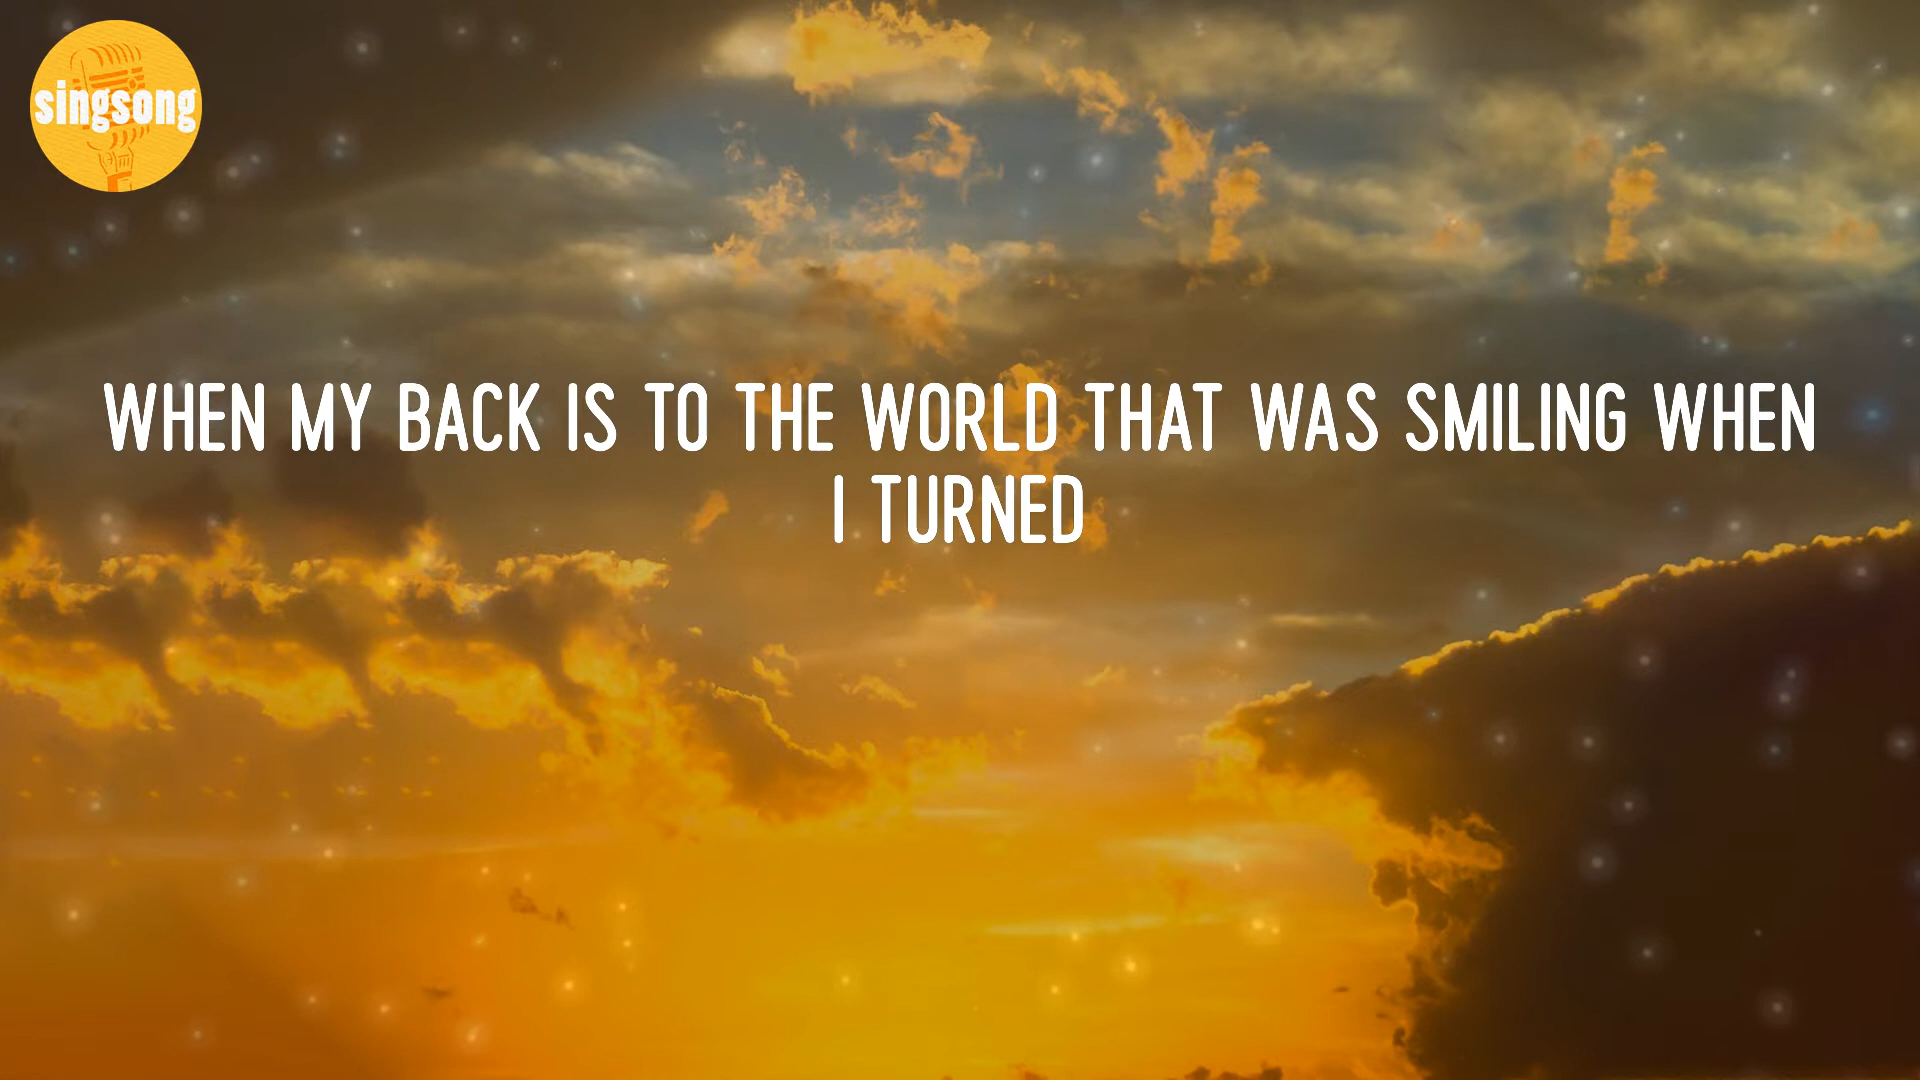 singsong
WHEN MY BACK IS TO THE WORLD THAT WAS SMILING WHEN
I TURNED